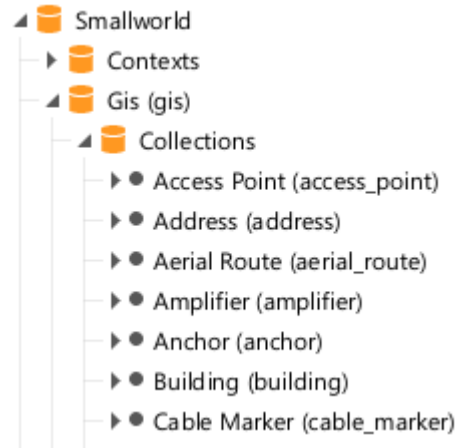 Smallworld
Contexts
Gis (gis)
Collections
Access Point (access_point)
Address (address)
Aerial Route (aerial_route)
Amplifier (amplifier)
Anchor (anchor)
Building (building)
Cable Marker (cable_marker)